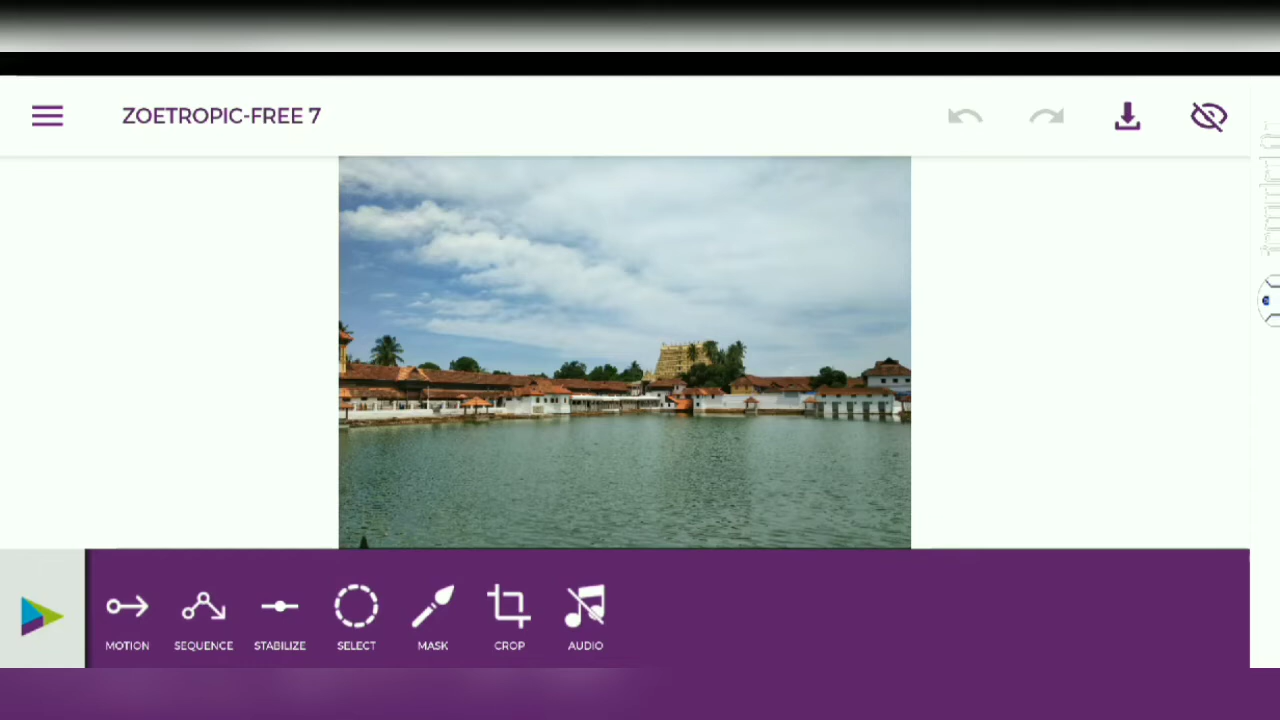 ZOETROPIC-FREE 7
MOTION
SEQUENCE
STABILIZE
SELECT
MASK
CROP
AUDIO